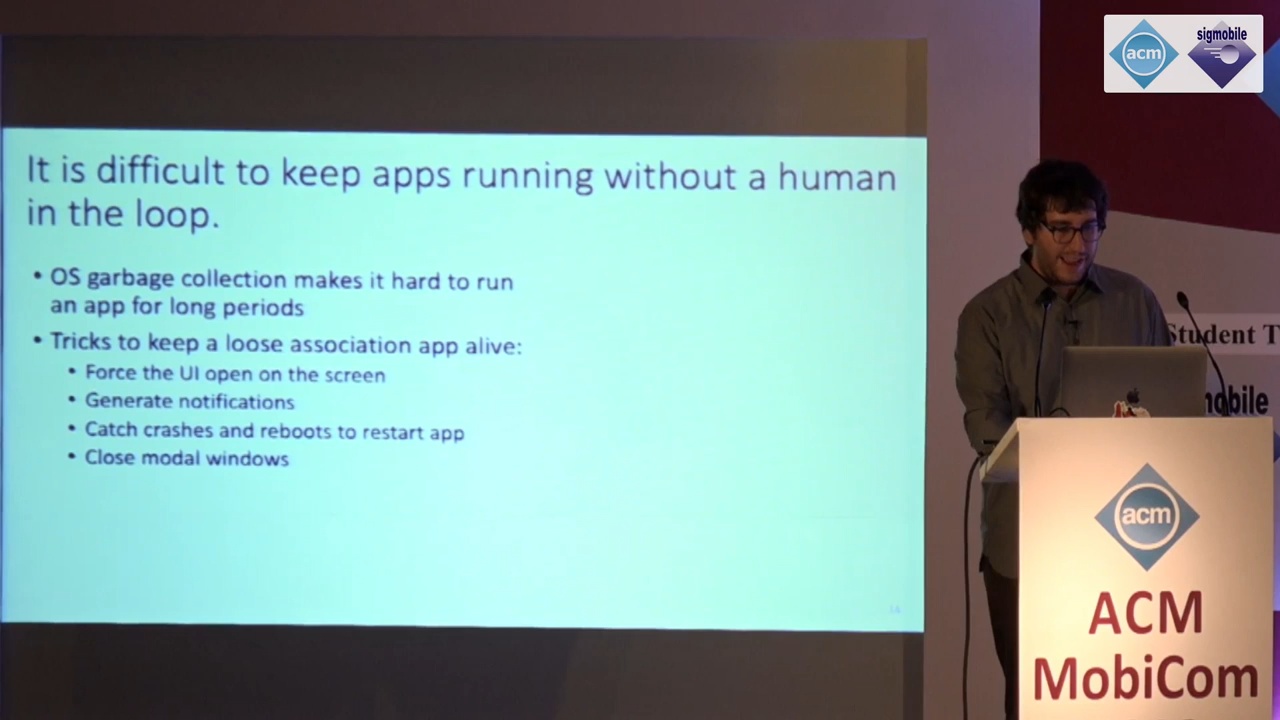 It is difficult to keep apps running without a human
in the loop.
• OS garbage collection makes it hard to run
an app for long periods
• Tricks to keep a loose association app alive:
• Force the UI open on the screen
• Generate notifications
• Catch crashes and reboots to restart app
• Close modal windows
14
acm
sigmobile
Student T
mobile
acm
ACM
MobiCom